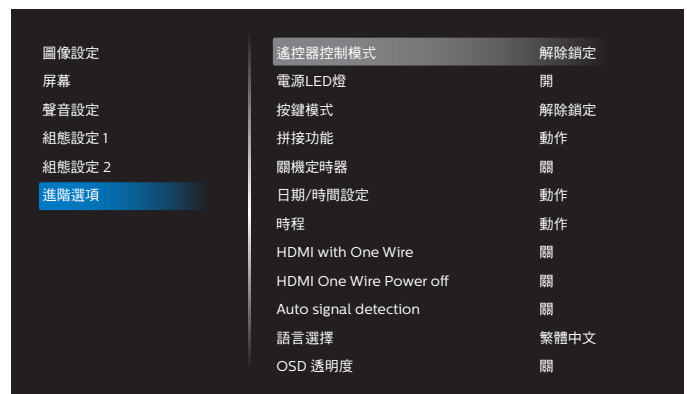 圖像設定
屏幕
聲音設定
組態設定 1
組態設定 2
進階選項
遙控器控制模式 解除鎖定
電源LED燈 開
按鍵模式 解除鎖定
拼接功能 動作
關機定時器 關
日期/時間設定 動作
時程 動作
HDMI with One Wire 關
HDMI One Wire Power off 關
Auto signal detection 關
語言選擇 繁體中文
OSD 透明度 關